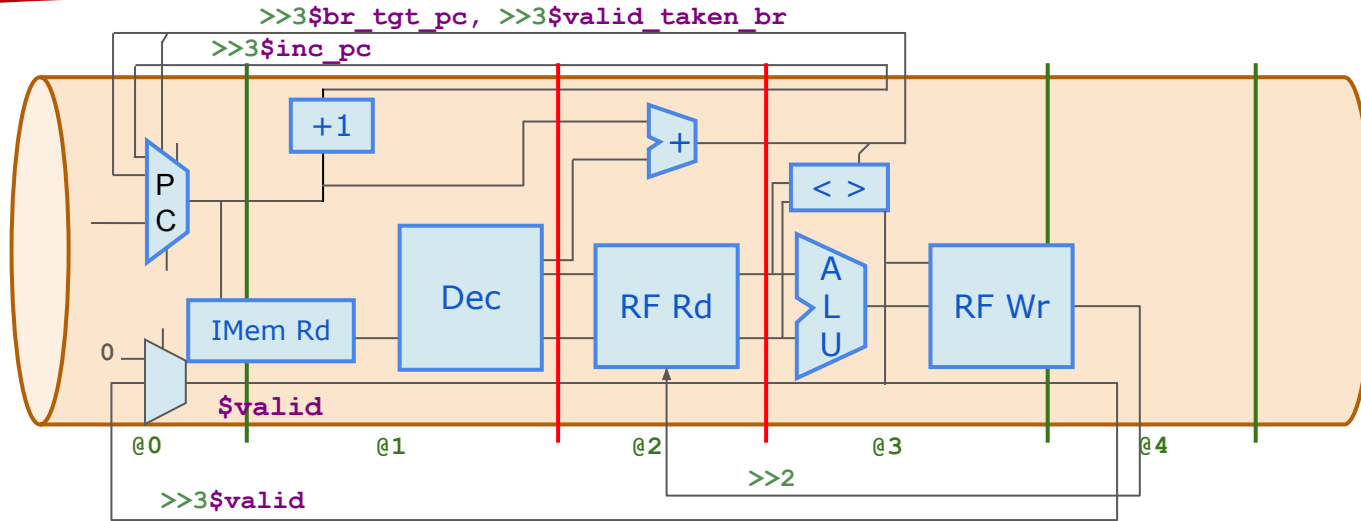 >>3$br_tgt_pc, >>3$valid_taken_br
>>3$inc_pc
+1
+
P
C
< >
Dec
RF Rd
A
L
U
RF Wr
IMem Rd
0
$valid
@0
@1
@2
@3
@4
>>2
>>3$valid